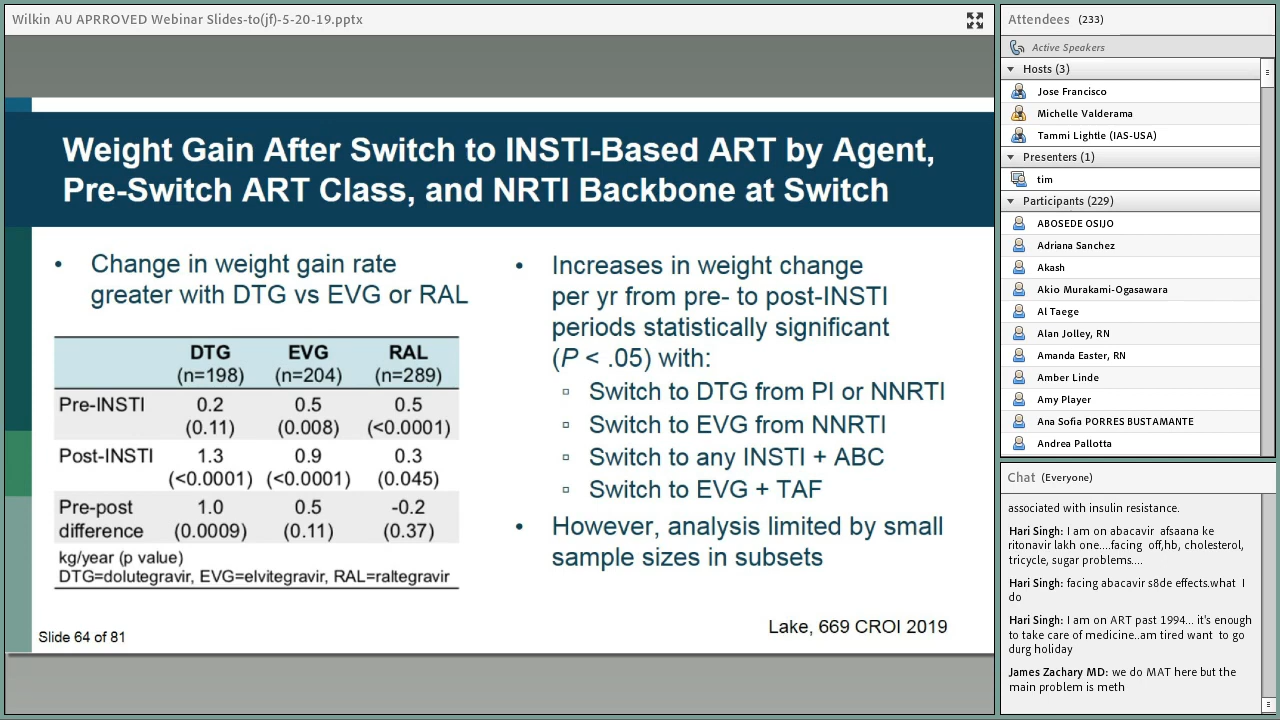 Wilkin AU APRROVED Webinar Slides-to(jf)-5-20-19.pptx
Weight Gain After Switch to INSTI-Based ART by Agent,
Pre-Switch ART Class, and NRTI Backbone at Switch
• Change in weight gain rate
greater with DTG vs EVG or RAL
DTG EVG RAL
(n=198) (n=204) (n=289)
Pre-INSTI 0.2 0.5 0.5
(0.11) (0.008) (<0.0001)
Post-INSTI 1.3 0.9 0.3
(<0.0001) (<0.0001) (0.045)
Pre-post 1.0 0.5 -0.2
difference (0.0009) (0.11) (0.37)
kg/year (p value)
DTG=dolutegravir, EVG=elvitegravir, RAL=raltegravir
• Increases in weight change
per yr from pre- to post-INSTI
periods statistically significant
(P < .05) with:
▫ Switch to DTG from PI or NNRTI
▫ Switch to EVG from NNRTI
▫ Switch to any INSTI + ABC
▫ Switch to EVG + TAF
• However, analysis limited by small
sample sizes in subsets
Lake, 669 CROI 2019
Slide 64 of 81
Attendees (233)
Active Speakers
Hosts (3)
Jose Francisco
Michelle Valderama
Tammi Lightle (IAS-USA)
Presenters (1)
tim
Participants (229)
ABOSEDE OSIJO
Adriana Sanchez
Akash
Akio Murakami-Ogasawara
Al Taege
Alan Jolley, RN
Amanda Easter, RN
Amber Linde
Amy Player
Ana Sofia PORRES BUSTAMANTE
Andrea Pallotta
Chat (Everyone)
associated with insulin resistance.
Hari Singh: I am on abacavir afsaana ke
ritonavir lakh one....facing off,hb, cholesterol,
tricycle, sugar problems....
Hari Singh: facing abacavir s8de effects.what I
do
Hari Singh: I am on ART past 1994... it's enough
to take care of medicine..am tired want to go
durg holiday
James Zachary MD: we do MAT here but the
main problem is meth